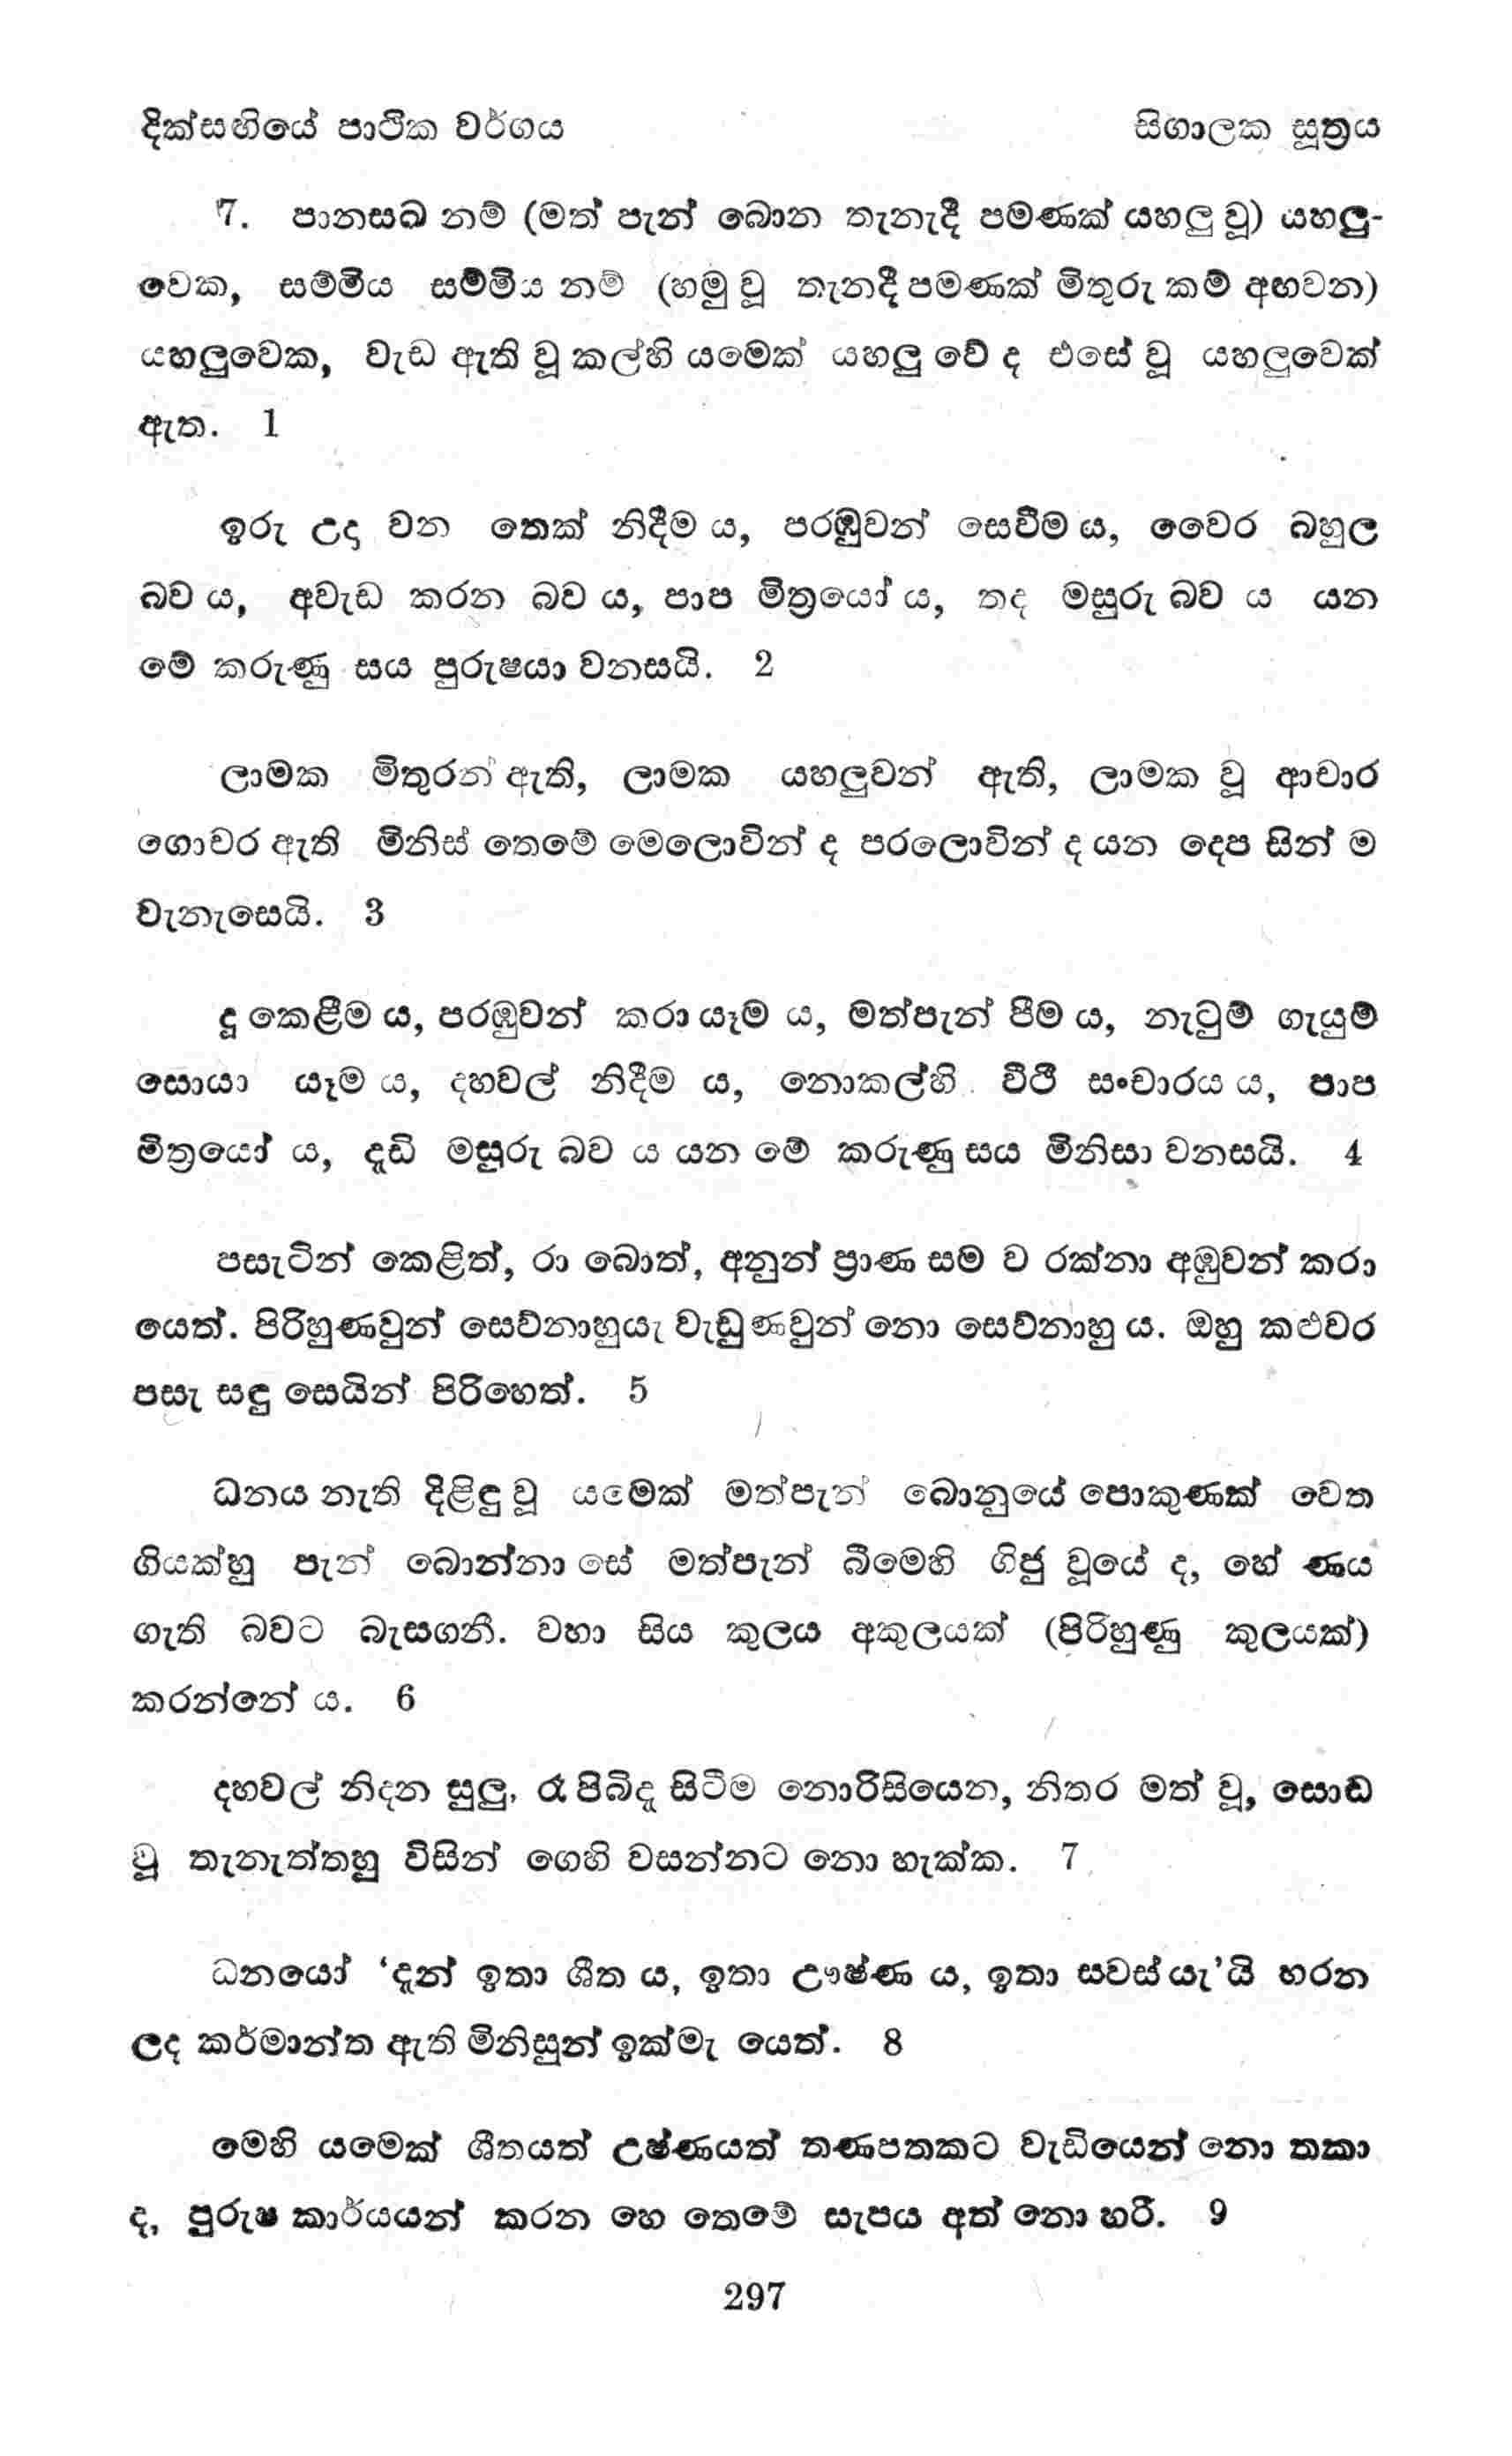 දික්සඟියේ පාථික වර්ගය සිගාලක සූත්‍රය
7. පානසඛ නම් (මත් පැන් බොන තැනැදී පමණක් යහලු වූ) යහලු-
වෙක, සම්මිය සම්මිය නම් (හමු වූ තැනදී පමණක් මිතුරු කම් අඟවන)
යහලුවෙක, වැඩ ඇති වූ කල්හි යමෙක් යහලු වේ ද එසේ වූ යහලුවෙක්
ඇත. 1
ඉරු උදා වන තෙක් නිදීම ය, පරඹුවන් සෙවීම ය, වෛර බහුල
බව ය, අවැඩ කරන බව ය, පාප මිත්‍රයෝ ය, තද මසුරු බව ය යන
මේ කරුණු සය පුරුෂයා වනසයි. 2
ලාමක මිතුරන් ඇති, ලාමක යහලුවන් ඇති, ලාමක වූ ආචාර
ගොචර ඇති මිනිස් තෙමේ මෙලොවින් ද පරලොවින් ද යන දෙප සින් ම
වැනැසෙයි. 3
දූ කෙළීම ය, පරඹුවන් කරා යෑම ය, මත්පැන් පීම ය, නැටුම් ගැයුම්
සොයා යෑම ය, දහවල් නිදීම ය, නොකල්හි වීථි සංචාරය ය, පාප
මිත්‍රයෝ ය, දැඩි මසුරු බව ය යන මේ කරුණු සය මිනිසා වනසයි. 4
පසැටින් කෙළිත්, රා බොත්, අනුන් ප්‍රාණ සම ව රක්නා අඹුවන් කරා
යෙත්. පිරිහුණවුන් සෙව්නාහුයැ වැඩුණවුන් නො සෙව්නාහු ය. ඔහු කළුවර
පසැ සඳු සෙයින් පිරිහෙත්. 5
ධනය නැති දිළිඳු වූ යමෙක් මත්පැන් බොනුයේ පොකුණක් වෙත
ගියක්හු පැන් බොන්නා සේ මත්පැන් බීමෙහි ගිජු වූයේ ද, හේ ණය
ගැති බවට බැසගනී. වහා සිය කුලය අකුලයක් (පිරිහුණු කුලයක්)
කරන්නේ ය. 6
දහවල් නිදන සුලු, රෑ පිබිදැ සිටීම නොරිසියෙන, නිතර මත් වූ, සොඬ
වූ තැනැත්තහු විසින් ගෙහි වසන්නට නො හැක්ක. 7
ධනයෝ ‘දැන් ඉතා ශීත ය, ඉතා ඌෂ්ණ ය, ඉතා සවස් යැ’යි හරන
ලද කර්මාන්ත ඇති මිනිසුන් ඉක්මැ යෙත්. 8
මෙහි යමෙක් ශීතයත් උෂ්ණයත් තණපතකට වැඩියෙන් නො තකා
ද, පුරුෂ කාර්යයන් කරන හෙ තෙමේ සැපය අත් නො හරී. 9
297